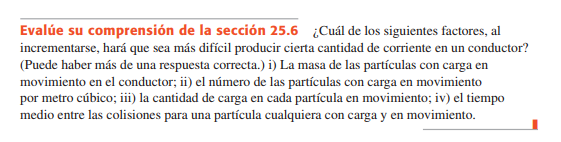 Evalúe su comprensión de la sección 25.6 ¿Cuál de los siguientes factores, al
incrementarse, hará que sea más difícil producir cierta cantidad de corriente en un conductor?
(Puede haber más de una respuesta correcta.) i) La masa de las partículas con carga en
movimiento en el conductor; ii) el número de las partículas con carga en movimiento
por metro cúbico; iii) la cantidad de carga en cada partícula en movimiento; iv) el tiempo
medio entre las colisiones para una partícula cualquiera con carga y en movimiento.